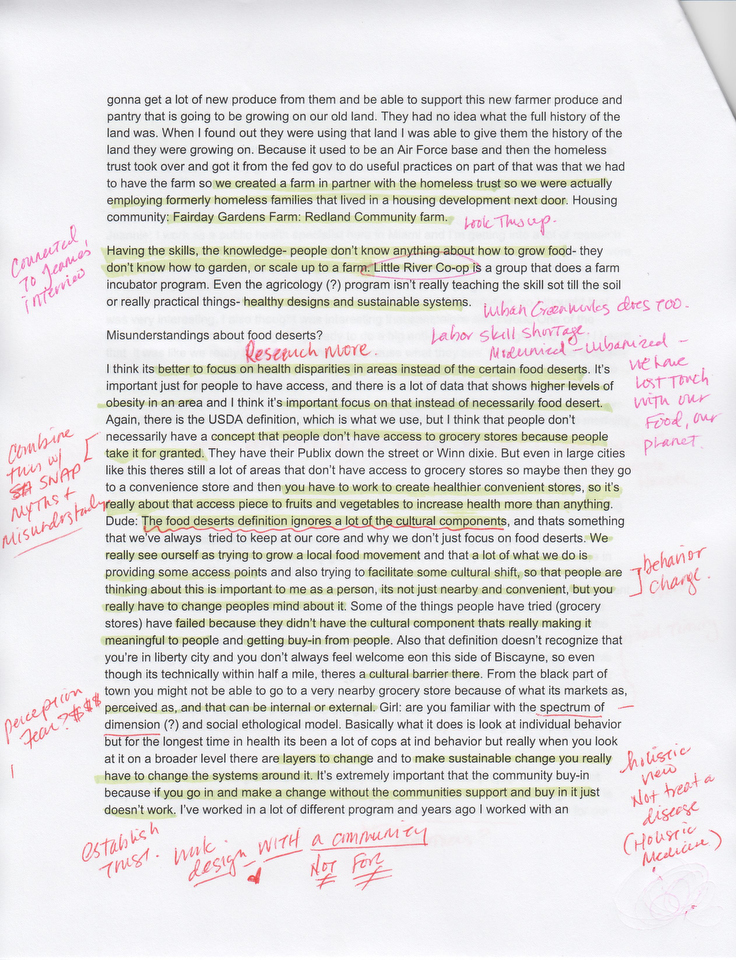 gonna get a lot of new produce from them and be able to support this new farmer produce and
pantry that is going to be growing on our old land. They had no idea what the full history of the
land was. When I found out they were using that land I was able to give them the history of the
land they were growing on. Because it used to be an Air Force base and then the homeless
trust took over and got it from the fed gov to do useful practices on part of that was that we had
to have the farm so we created a farm in partner with the homeless trust so we were actually
employing formerly homeless families that lived in a housing development next door. Housing
community: Fairday Gardens Farm: Redland Community farm.
Look This up.
Connected
To Jeannes'
interview
Having the skills, the knowledge- people don't know anything about how to grow food- they
don't know how to garden, or scale up to a farm. Little River Co-op is a group that does a farm
incubator program. Even the agricology (?) program isn't really teaching the skill sot till the soil
or really practical things- healthy designs and sustainable systems.
Urban Greenworks does too.
Labor skill shortage.
Modernied - urbanized -
we have
lost touch
with our
Food, our
planet.
Misunderstandings about food deserts?
Research more.
I think its better to focus on health disparities in areas instead of the certain food deserts. It's
important just for people to have access, and there is a lot of data that shows higher levels of
obesity in an area and I think it's important focus on that instead of necessarily food desert.
Again, there is the USDA definition, which is what we use, but I think that people don't
necessarily have a concept that people don't have access to grocery stores because people
take it for granted. They have their Publix down the street or Winn dixie. But even in large cities
like this theres still a lot of areas that don't have access to grocery stores so maybe then they go
to a convenience store and then you have to work to create healthier convenient stores, so it's
really about that access piece to fruits and vegetables to increase health more than anything.
Combine
this w/
SNAP
Myths +
Misunderstandy
Dude: The food deserts definition ignores a lot of the cultural components, and thats something
that we've always tried to keep at our core and why we don't just focus on food deserts. We
really see ourself as trying to grow a local food movement and that a lot of what we do is
providing some access points and also trying to facilitate some cultural shift, so that people are
thinking about this is important to me as a person, its not just nearby and convenient, but you
really have to change peoples mind about it. Some of the things people have tried (grocery
stores) have failed because they didn't have the cultural component thats really making it
meaningful to people and getting buy-in from people. Also that definition doesn't recognize that
you're in liberty city and you don't always feel welcome eon this side of Biscayne, so even
though its technically within half a mile, theres a cultural barrier there. From the black part of
town you might not be able to go to a very nearby grocery store because of what its markets as,
perceived as, and that can be internal or external. Girl: are you familiar with the spectrum of
dimension (?) and social ethological model. Basically what it does is look at individual behavior
but for the longest time in health its been a lot of cops at ind behavior but really when you look
at it on a broader level there are layers to change and to make sustainable change you really
have to change the systems around it. It's extremely important that the community buy-in
because if you go in and make a change without the communities support and buy in it just
doesn't work. I've worked in a lot of different program and years ago I worked with an
behavior
change.
perception
Fear? $$$
holistic
view
Not treat a
disease
(Holistic
Medicine)
establish
trust. work.
design WITH a community
NOT FOR